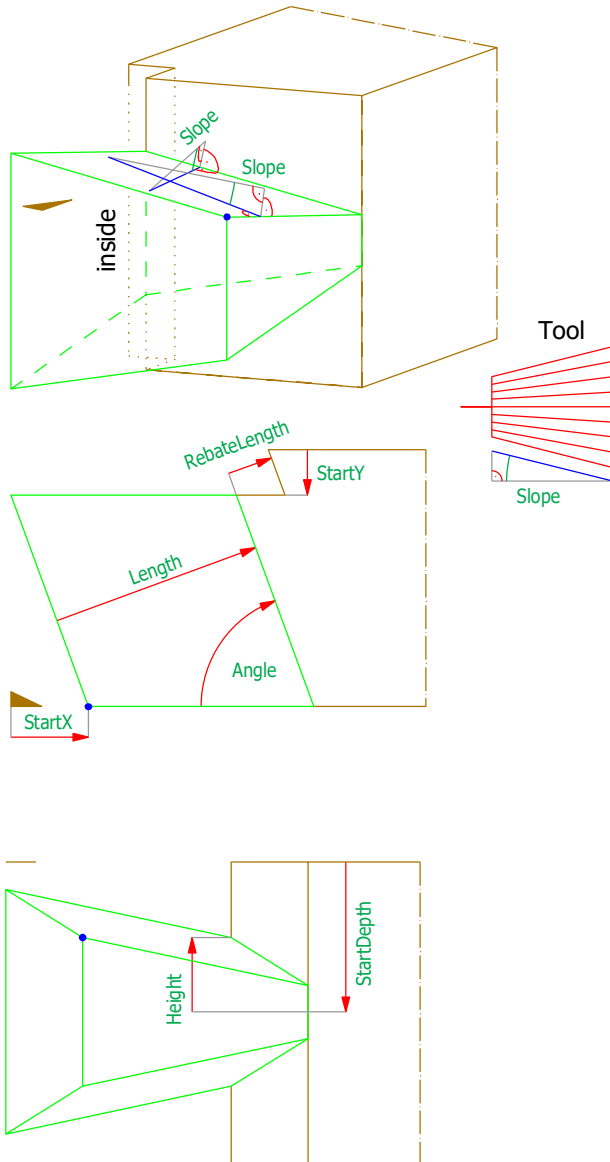 Slope
Slope
inside
Tool
Slope
RebateLength
StartY
Length
Angle
StartX
Height
StartDepth